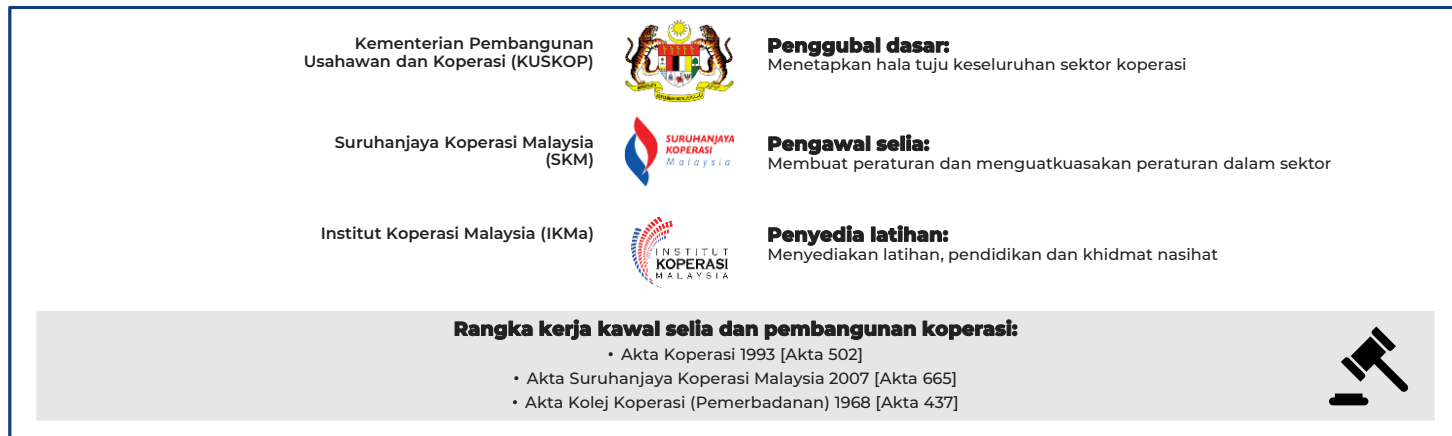 Kementerian Pembangunan
Usahawan dan Koperasi (KUSKOP)
Penggubal dasar:
Menetapkan hala tuju keseluruhan sektor koperasi
Suruhanjaya Koperasi Malaysia
(SKM)
SURUHANJAYA
KOPERASI
Malaysia
Pengawal selia:
Membuat peraturan dan menguatkuasakan peraturan dalam sektor
Institut Koperasi Malaysia (IKMa)
INSTITUT
KOPERASI
MALAYSIA
Penyedia latihan:
Menyediakan latihan, pendidikan dan khidmat nasihat
Rangka kerja kawal selia dan pembangunan koperasi:
• Akta Koperasi 1993 [Akta 502]
• Akta Suruhanjaya Koperasi Malaysia 2007 [Akta 665]
• Akta Kolej Koperasi (Pemerbadanan) 1968 [Akta 437]